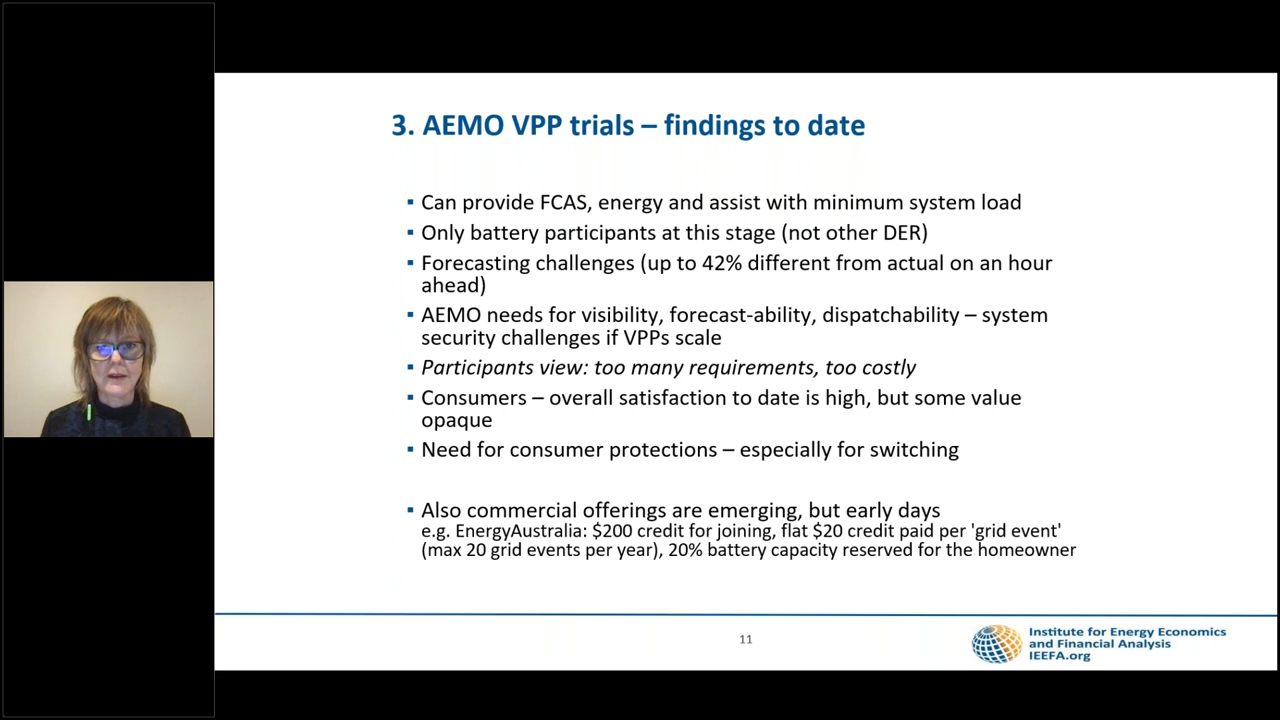 3. AEMO VPP trials – findings to date
▪ Can provide FCAS, energy and assist with minimum system load
▪ Only battery participants at this stage (not other DER)
▪ Forecasting challenges (up to 42% different from actual on an hour
ahead)
▪ AEMO needs for visibility, forecast-ability, dispatchability – system
security challenges if VPPs scale
▪ Participants view: too many requirements, too costly
▪ Consumers – overall satisfaction to date is high, but some value
opaque
▪ Need for consumer protections – especially for switching
▪ Also commercial offerings are emerging, but early days
e.g. EnergyAustralia: $200 credit for joining, flat $20 credit paid per 'grid event'
(max 20 grid events per year), 20% battery capacity reserved for the homeowner
11
Institute for Energy Economics
and Financial Analysis
IEEFA.org